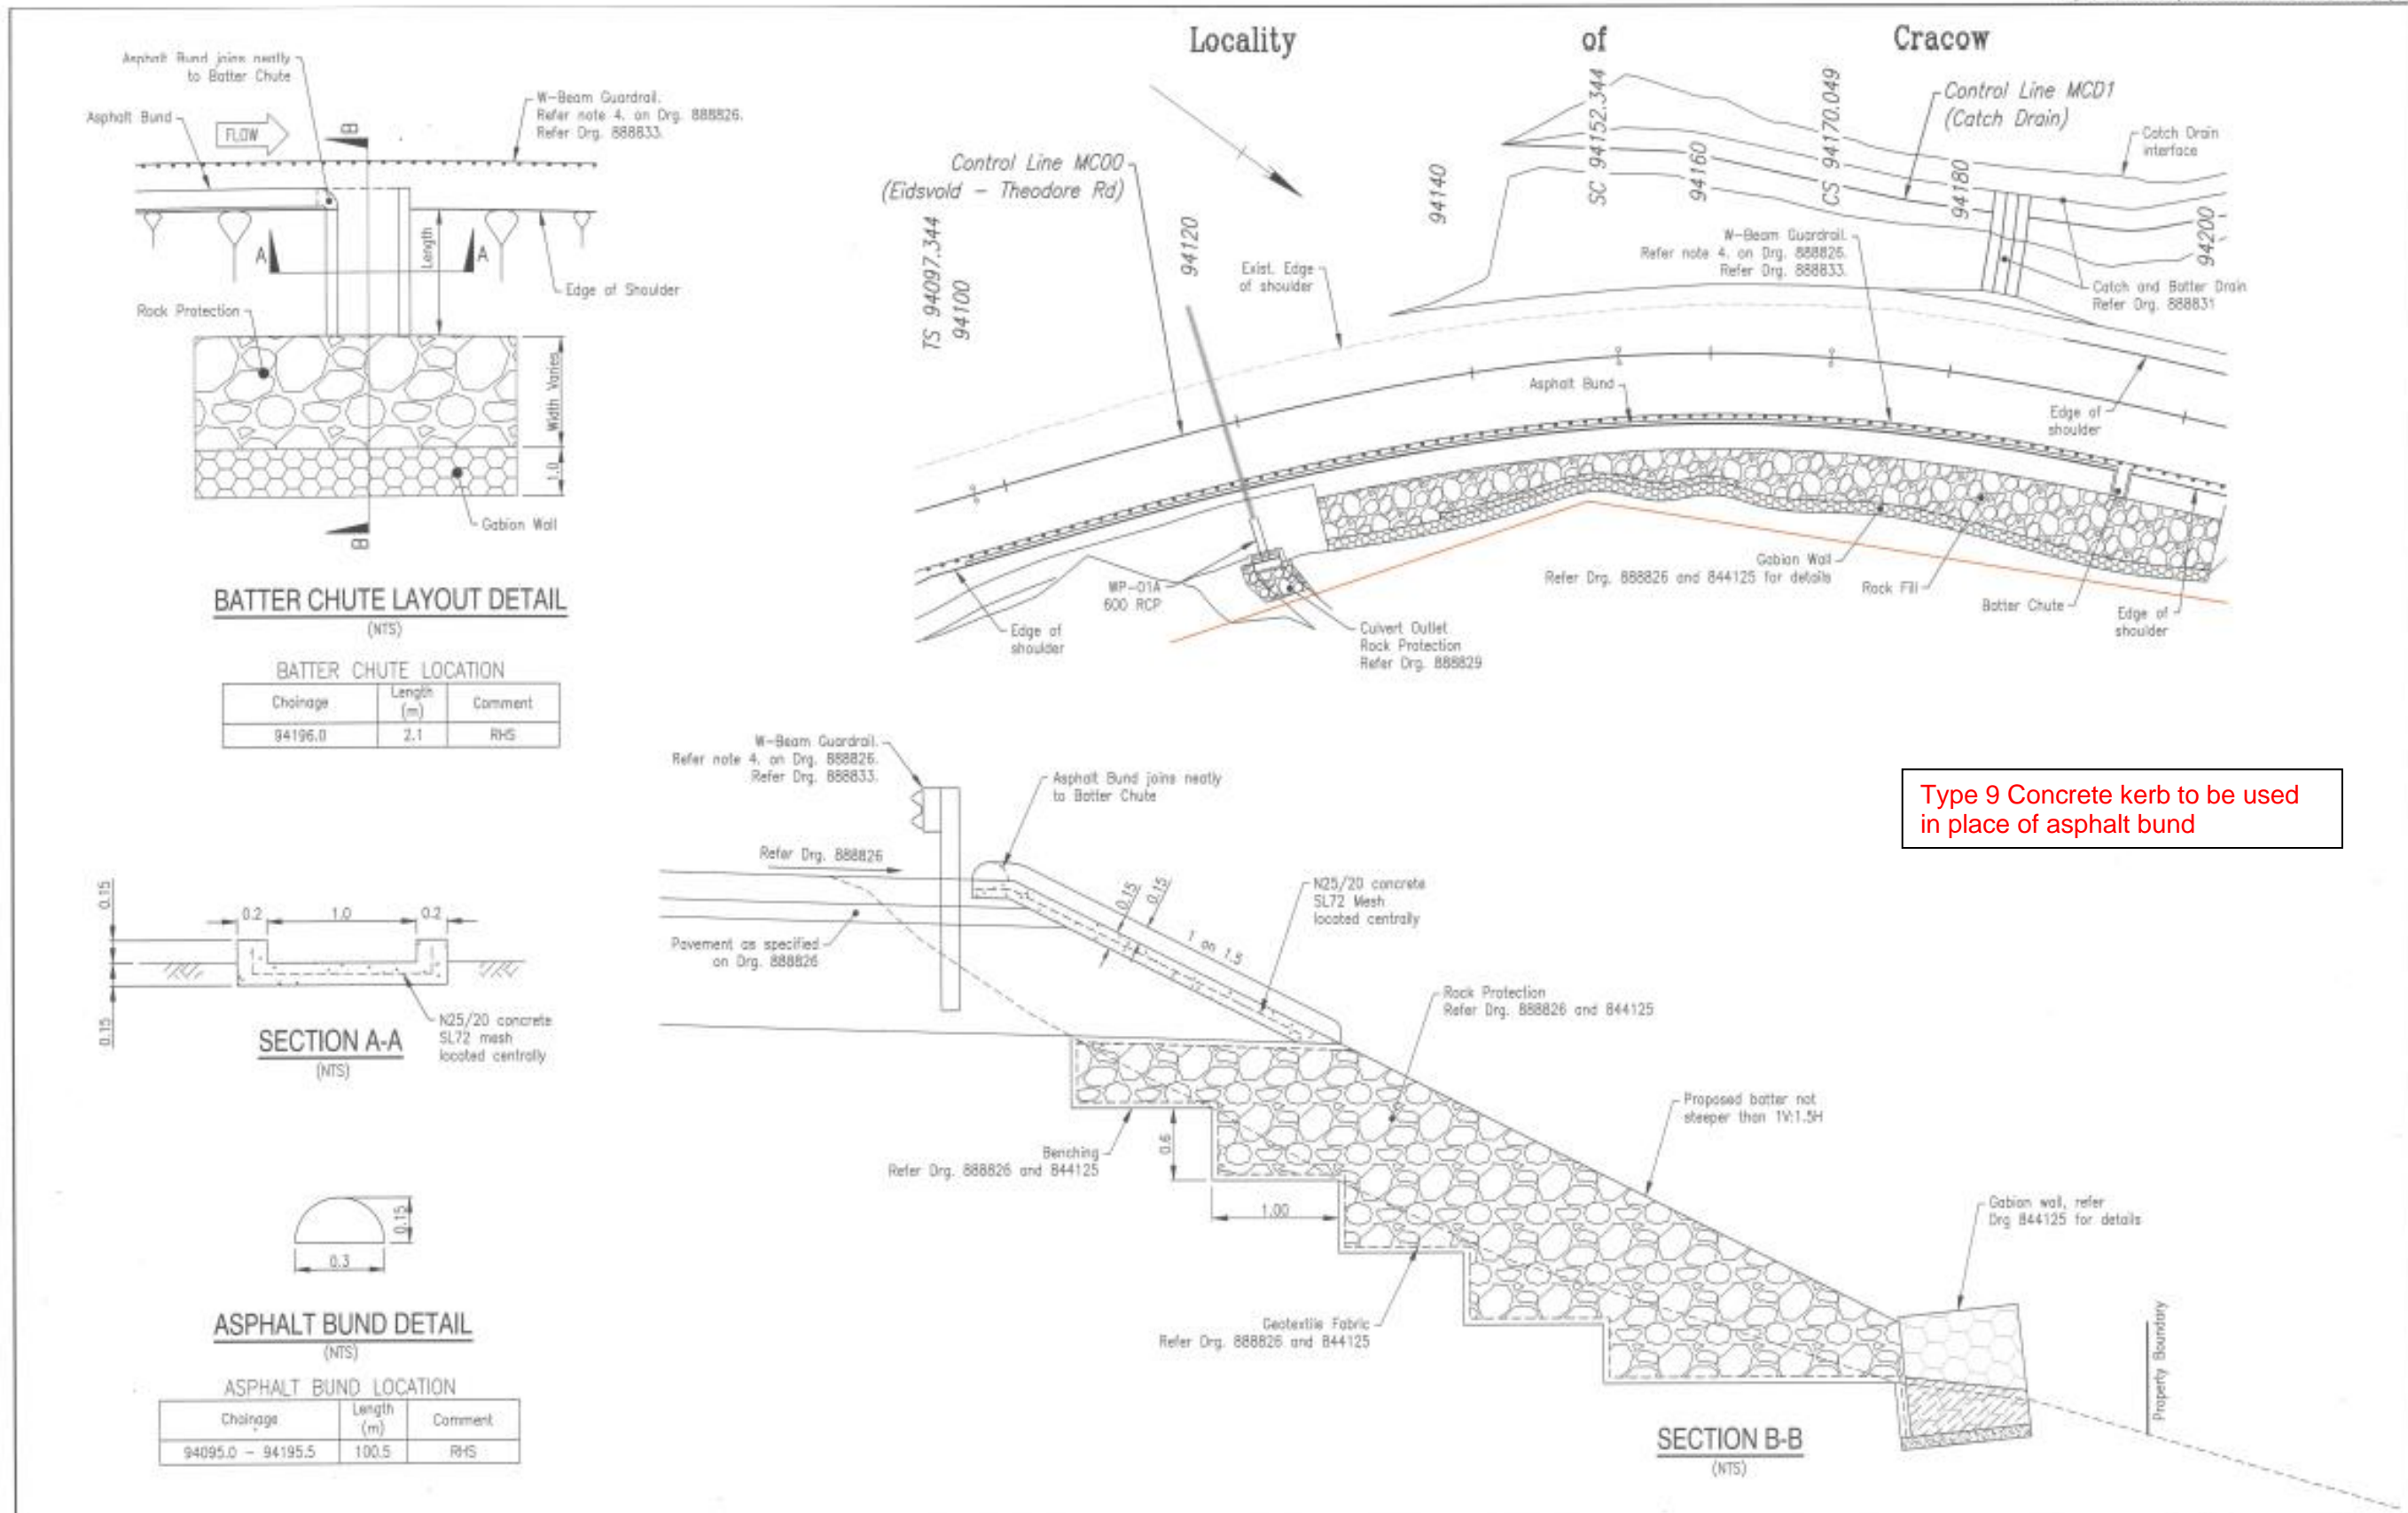 Locality of Cracow
Asphalt Bund joins neatly
to Batter Chute
Asphalt Bund
FLOW
B
W-Beam Guardrail.
Refer note 4. on Drg. 888826.
Refer Drg. 888833.
A
A
Length
Edge of Shoulder
Rock Protection
Width Varies
1.0
Gabion Wall
B
BATTER CHUTE LAYOUT DETAIL
(NTS)
BATTER CHUTE LOCATION
Chainage Length (m) Comment
94196.0 2.1 RHS
Control Line MC00
(Eidsvold - Theodore Rd)
TS 94097.344
94100
94120
94140
SC 94152.344
94160
CS 94170.049
94180
94200
Control Line MCD1
(Catch Drain)
Catch Drain
interface
Exist. Edge
of shoulder
W-Beam Guardrail.
Refer note 4. on Drg. 888826.
Refer Drg. 888833.
Catch and Batter Drain
Refer Drg. 888831
Asphalt Bund
Edge of
shoulder
WP-01A
600 RCP
Edge of
shoulder
Culvert Outlet
Rock Protection
Refer Drg. 888829
Gabion Wall
Refer Drg. 888826 and 844125 for details
Rock Fill
Batter Chute
Edge of
shoulder
Type 9 Concrete kerb to be used
in place of asphalt bund
0.15
0.2
1.0
0.2
0.15
N25/20 concrete
SL72 mesh
located centrally
SECTION A-A
(NTS)
0.15
0.3
ASPHALT BUND DETAIL
(NTS)
ASPHALT BUND LOCATION
Chainage Length (m) Comment
94095.0 - 94195.5 100.5 RHS
W-Beam Guardrail.
Refer note 4. on Drg. 888826.
Refer Drg. 888833.
Asphalt Bund joins neatly
to Batter Chute
Refer Drg. 888826
0.15
0.15
1 on 1.5
N25/20 concrete
SL72 Mesh
located centrally
Pavement as specified
on Drg. 888826
Rock Protection
Refer Drg. 888826 and 844125
Proposed batter not
steeper than 1V:1.5H
Benching
Refer Drg. 888826 and 844125
0.6
1.00
Gabion wall, refer
Drg 844125 for details
Geotextile Fabric
Refer Drg. 888826 and 844125
Property Boundary
SECTION B-B
(NTS)